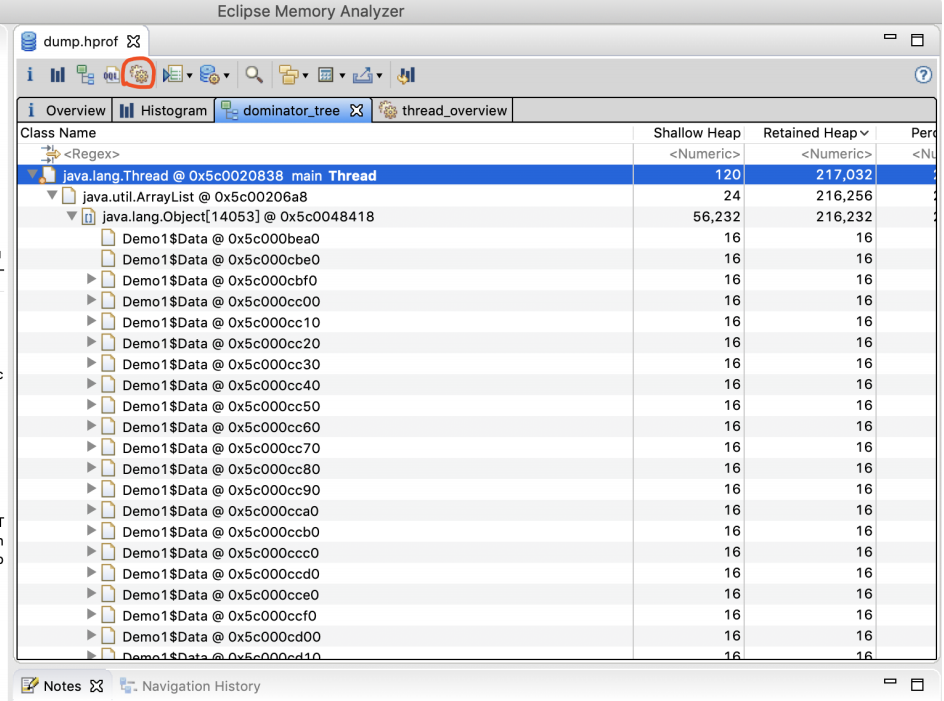 Eclipse Memory Analyzer
dump.hprof
i OQL
i Overview Histogram dominator_tree thread_overview
Class Name Shallow Heap Retained Heap Perc
<Regex> <Numeric> <Numeric> <Nu
java.lang.Thread @ 0x5c0020838 main Thread 120 217,032
java.util.ArrayList @ 0x5c00206a8 24 216,256
java.lang.Object[14053] @ 0x5c0048418 56,232 216,232
Demo1$Data @ 0x5c000bea0 16 16
Demo1$Data @ 0x5c000cbe0 16 16
Demo1$Data @ 0x5c000cbf0 16 16
Demo1$Data @ 0x5c000cc00 16 16
Demo1$Data @ 0x5c000cc10 16 16
Demo1$Data @ 0x5c000cc20 16 16
Demo1$Data @ 0x5c000cc30 16 16
Demo1$Data @ 0x5c000cc40 16 16
Demo1$Data @ 0x5c000cc50 16 16
Demo1$Data @ 0x5c000cc60 16 16
Demo1$Data @ 0x5c000cc70 16 16
Demo1$Data @ 0x5c000cc80 16 16
Demo1$Data @ 0x5c000cc90 16 16
Demo1$Data @ 0x5c000cca0 16 16
Demo1$Data @ 0x5c000ccb0 16 16
Demo1$Data @ 0x5c000ccc0 16 16
Demo1$Data @ 0x5c000ccd0 16 16
Demo1$Data @ 0x5c000cce0 16 16
Demo1$Data @ 0x5c000ccf0 16 16
Demo1$Data @ 0x5c000cd00 16 16
Demo1$Data @ 0x5c000cd10 16 16
Notes Navigation History